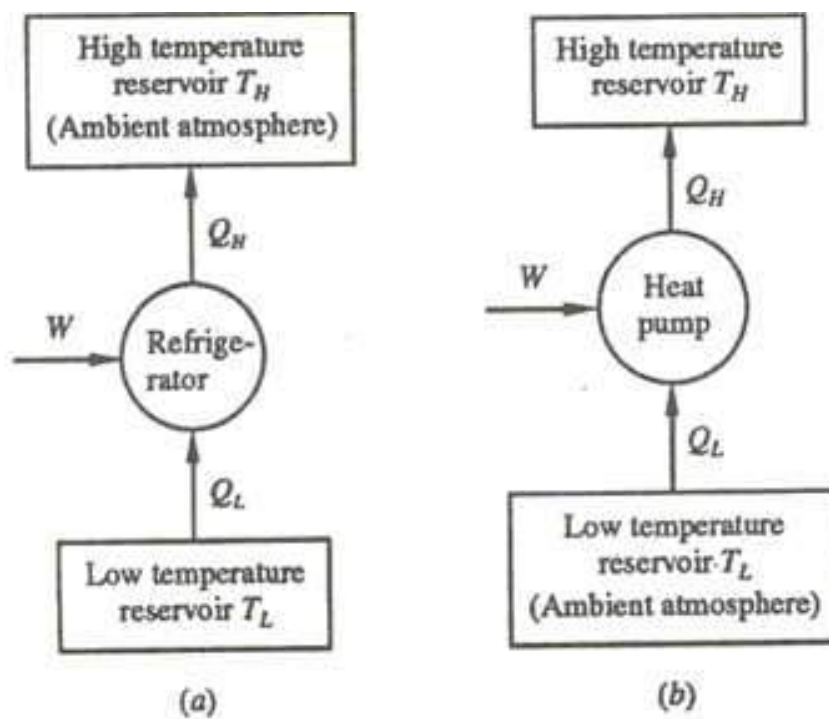 High temperature
reservoir T_H
(Ambient atmosphere)
Q_H
W
Refrige-
rator
Q_L
Low temperature
reservoir T_L
(a)
High temperature
reservoir T_H
Q_H
W
Heat
pump
Q_L
Low temperature
reservoir T_L
(Ambient atmosphere)
(b)